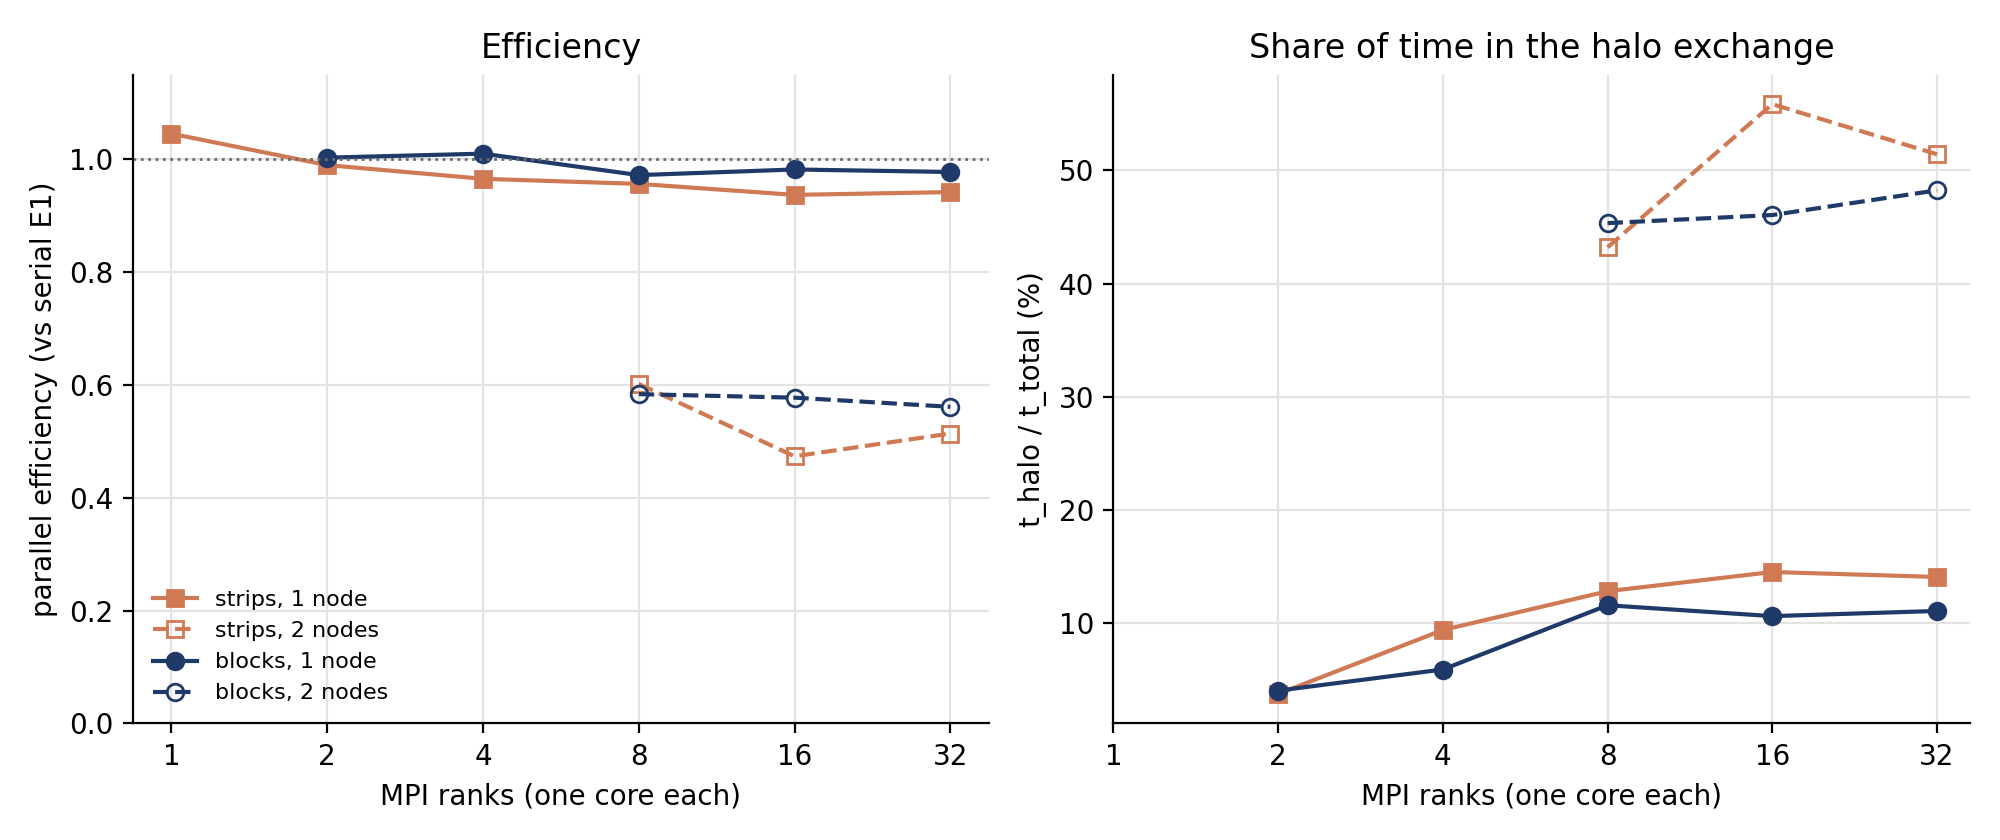 Efficiency
parallel efficiency (vs serial E1)
1.0
0.8
0.6
0.4
0.2
0.0
strips, 1 node
strips, 2 nodes
blocks, 1 node
blocks, 2 nodes
1 2 4 8 16 32
MPI ranks (one core each)
Share of time in the halo exchange
t_halo / t_total (%)
50
40
30
20
10
1 2 4 8 16 32
MPI ranks (one core each)